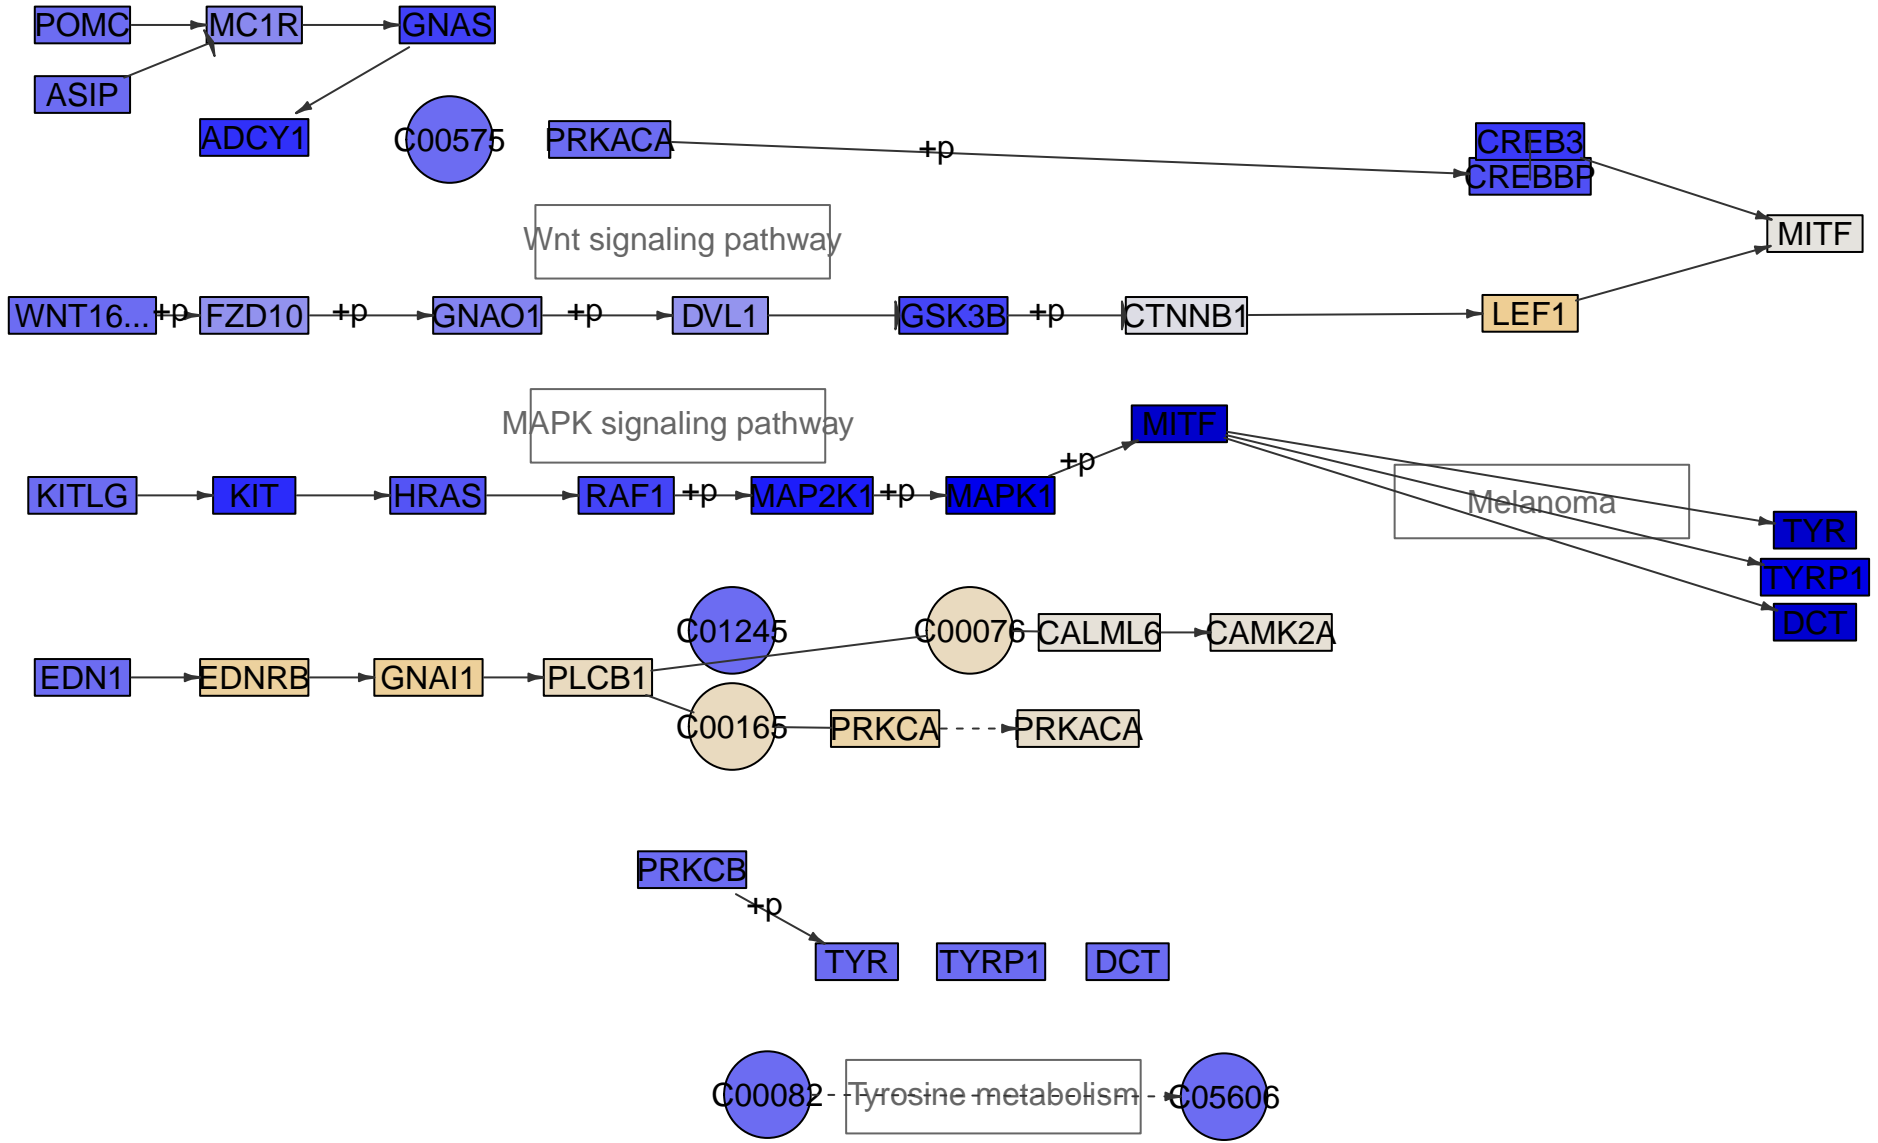 POMC
MC1R
GNAS
ASIP
ADCY1
C00575
PRKACA
+p
CREB3
CREBBP
Wnt signaling pathway
MITF
WNT16...
+p
FZD10
+p
GNAO1
+p
DVL1
GSK3B
+p
CTNNB1
LEF1
MAPK signaling pathway
MITF
+p
KITLG
KIT
HRAS
RAF1
+p
MAP2K1
+p
MAPK1
Melanoma
TYR
TYRP1
DCT
C01245
C00076
CALML6
CAMK2A
EDN1
EDNRB
GNAI1
PLCB1
C00165
PRKCA
PRKACA
PRKCB
+p
TYR
TYRP1
DCT
C00082
Tyrosine metabolism
C05606